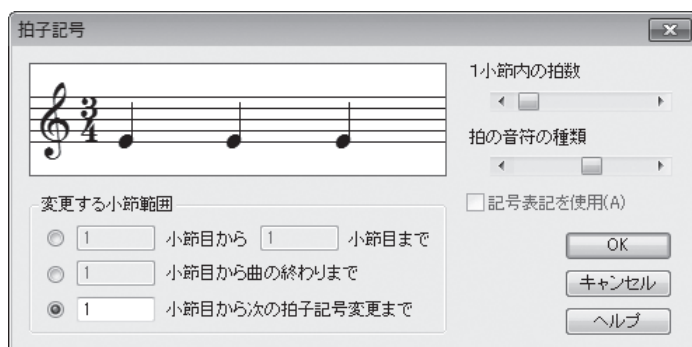 拍子記号
3
4
1小節内の拍数
拍の音符の種類
記号表記を使用(A)
変更する小節範囲
1 小節目から 1 小節目まで
1 小節目から曲の終わりまで
1 小節目から次の拍子記号変更まで
OK
キャンセル
ヘルプ